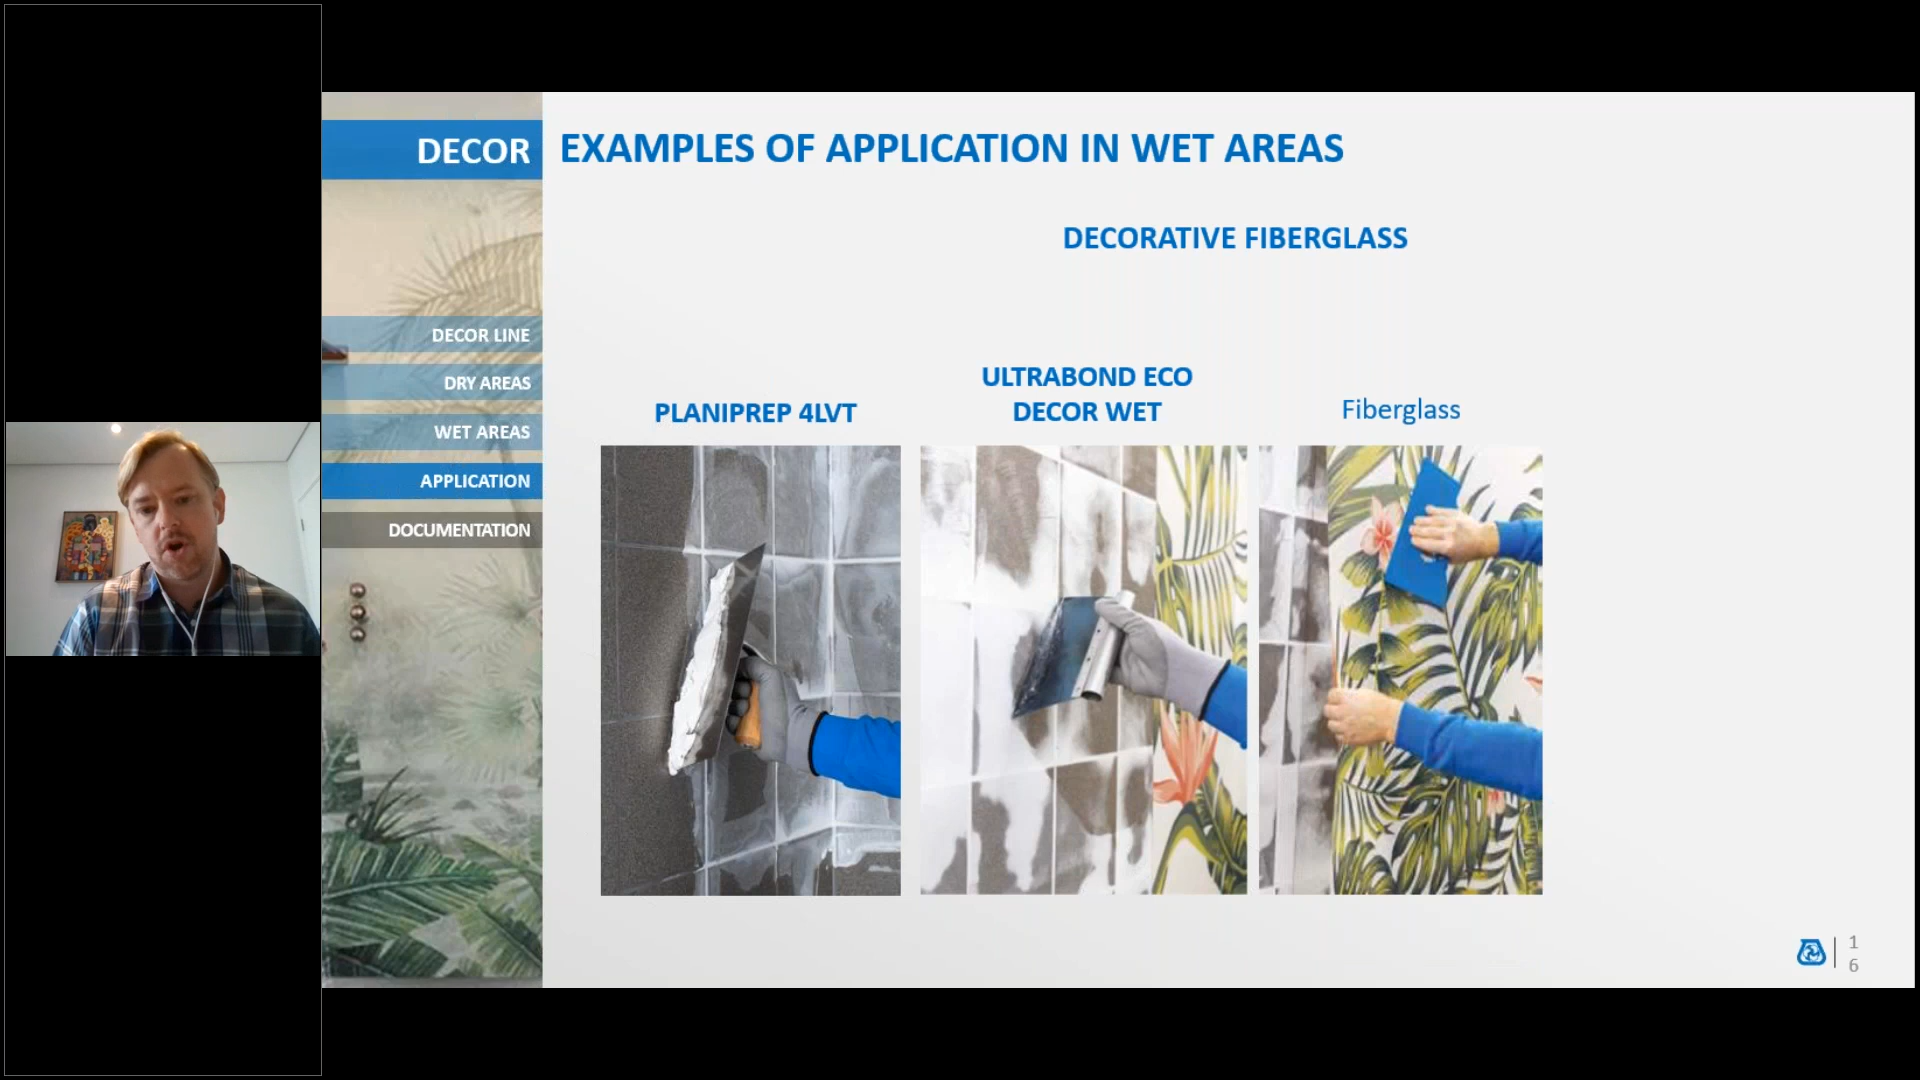 DECOR
EXAMPLES OF APPLICATION IN WET AREAS
DECORATIVE FIBERGLASS
DECOR LINE
DRY AREAS
WET AREAS
APPLICATION
DOCUMENTATION
PLANIPREP 4LVT
ULTRABOND ECO
DECOR WET
Fiberglass
1
6